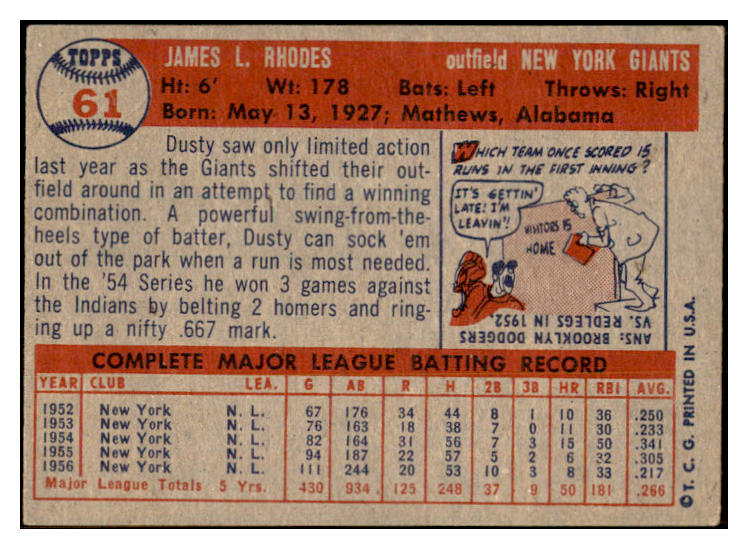 TOPPS
61
JAMES L. RHODES outfield NEW YORK GIANTS
Ht: 6' Wt: 178 Bats: Left Throws: Right
Born: May 13, 1927; Mathews, Alabama
Dusty saw only limited action
last year as the Giants shifted their out-
field around in an attempt to find a winning
combination. A powerful swing-from-the-
heels type of batter, Dusty can sock 'em
out of the park when a run is most needed.
In the '54 Series he won 3 games against
the Indians by belting 2 homers and ring-
ing up a nifty .667 mark.
WHICH TEAM ONCE SCORED 15
RUNS IN THE FIRST INNING?
IT'S GETTIN'
LATE! I'M
LEAVIN'!
VISITORS 15
HOME
ANS: BROOKLYN DODGERS
VS. REDLEGS IN 1952.
COMPLETE MAJOR LEAGUE BATTING RECORD
YEAR CLUB LEA. G AB R H 2B 3B HR RBI AVG.
1952 New York N. L. 67 176 34 44 8 1 10 36 .250
1953 New York N. L. 76 163 18 38 7 0 11 30 .233
1954 New York N. L. 82 164 31 56 7 3 15 50 .341
1955 New York N. L. 94 187 22 57 5 2 6 32 .305
1956 New York N. L. 111 244 20 53 10 3 8 33 .217
Major League Totals 5 Yrs. 430 934 125 248 37 9 50 181 .266
© T. C. G. PRINTED IN U.S.A.